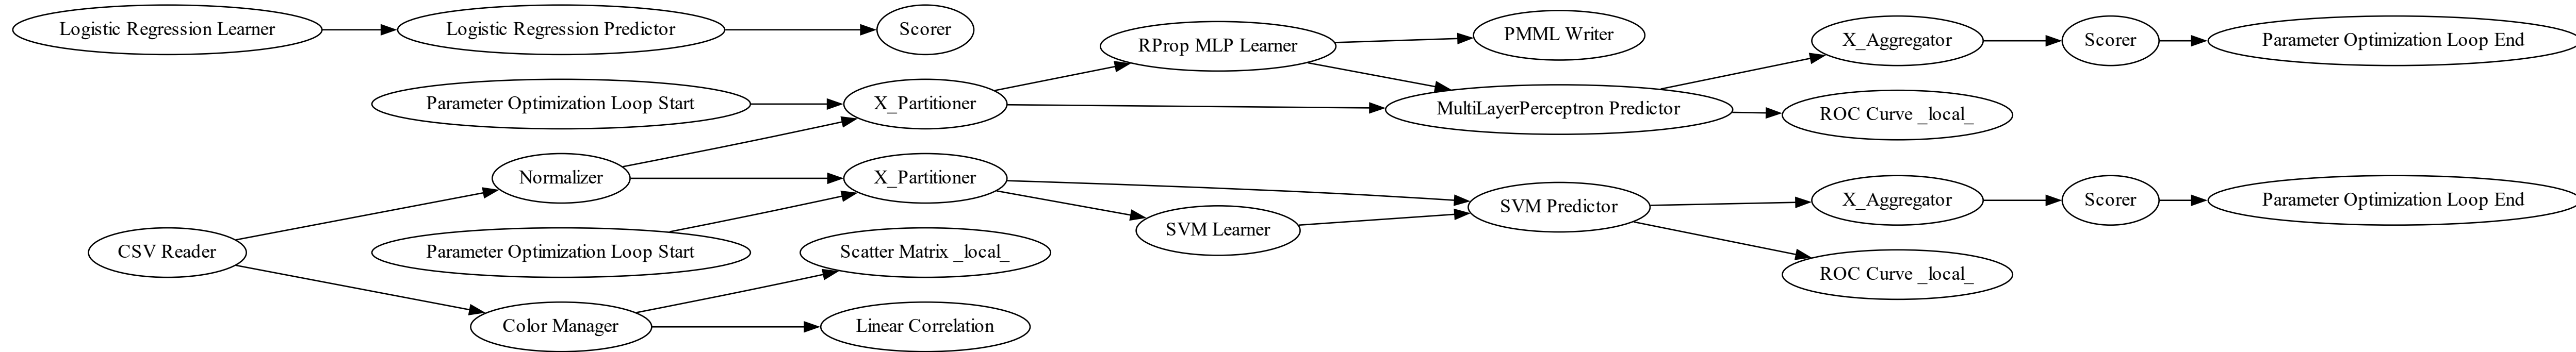 Logistic Regression Learner
Logistic Regression Predictor
Scorer
RProp MLP Learner
PMML Writer
X_Aggregator
Scorer
Parameter Optimization Loop End
Parameter Optimization Loop Start
X_Partitioner
MultiLayerPerceptron Predictor
ROC Curve _local_
Normalizer
X_Partitioner
SVM Predictor
X_Aggregator
Scorer
Parameter Optimization Loop End
SVM Learner
CSV Reader
Parameter Optimization Loop Start
Scatter Matrix _local_
ROC Curve _local_
Color Manager
Linear Correlation